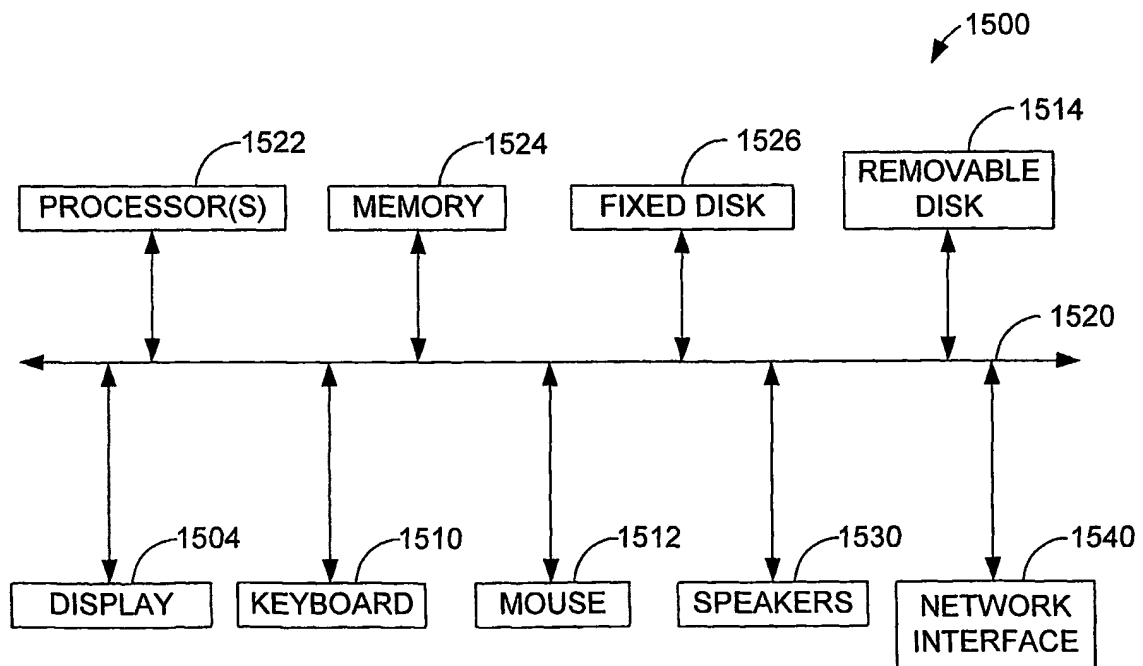 1500
1522
1524
1526
1514
PROCESSOR(S)
MEMORY
FIXED DISK
REMOVABLE
DISK
1520
1504
1510
1512
1530
1540
DISPLAY
KEYBOARD
MOUSE
SPEAKERS
NETWORK
INTERFACE